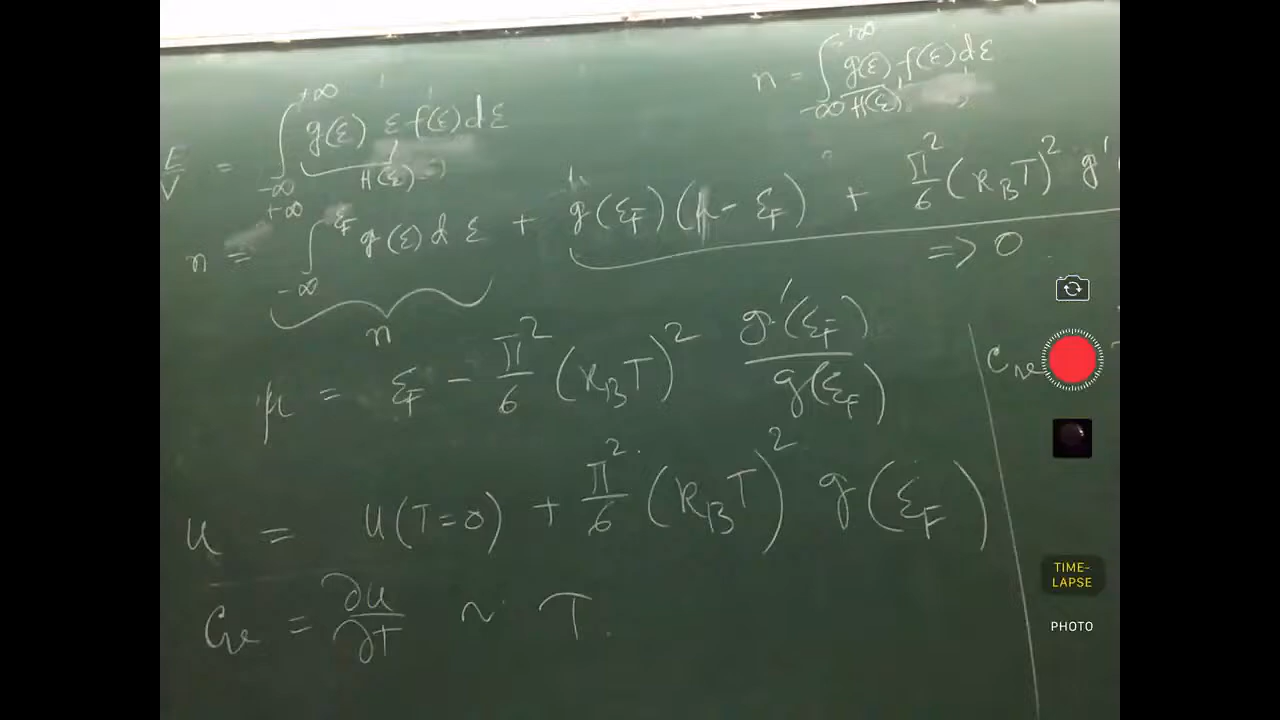 n = ∫_{-∞}^{+∞} g(ε) f(ε) dε
H(ε)
E/V = ∫_{-∞}^{+∞} g(ε) ε f(ε) dε
H(ε)
n = ∫_{-∞}^{ε_F} g(ε) d ε + g(ε_F)(μ - ε_F) + π²/6 (k_B T)² g'
+∞
n
=> 0
μ = ε_F - π²/6 (k_B T)² g'(ε_F)/g(ε_F)
C_v
u = u(T=0) + π²/6 (k_B T)² g(ε_F)
C_v = ∂u/∂T ~ T.
TIME-
LAPSE
PHOTO